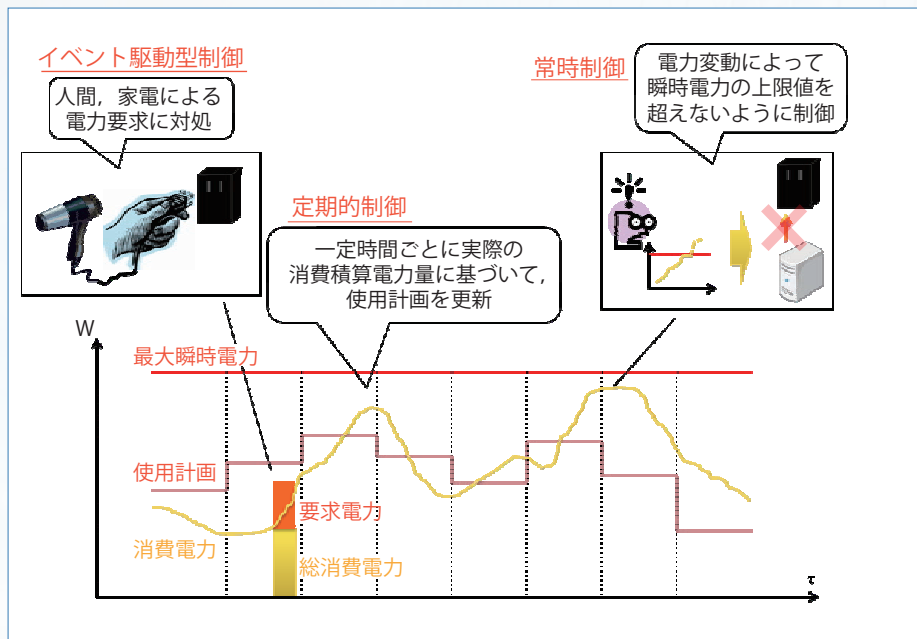 イベント駆動型制御
人間，家電による
電力要求に対処
常時制御
電力変動によって
瞬時電力の上限値を
超えないように制御
定期的制御
一定時間ごとに実際の
消費積算電力量に基づいて，
使用計画を更新
W
最大瞬時電力
使用計画
要求電力
消費電力
総消費電力
τ